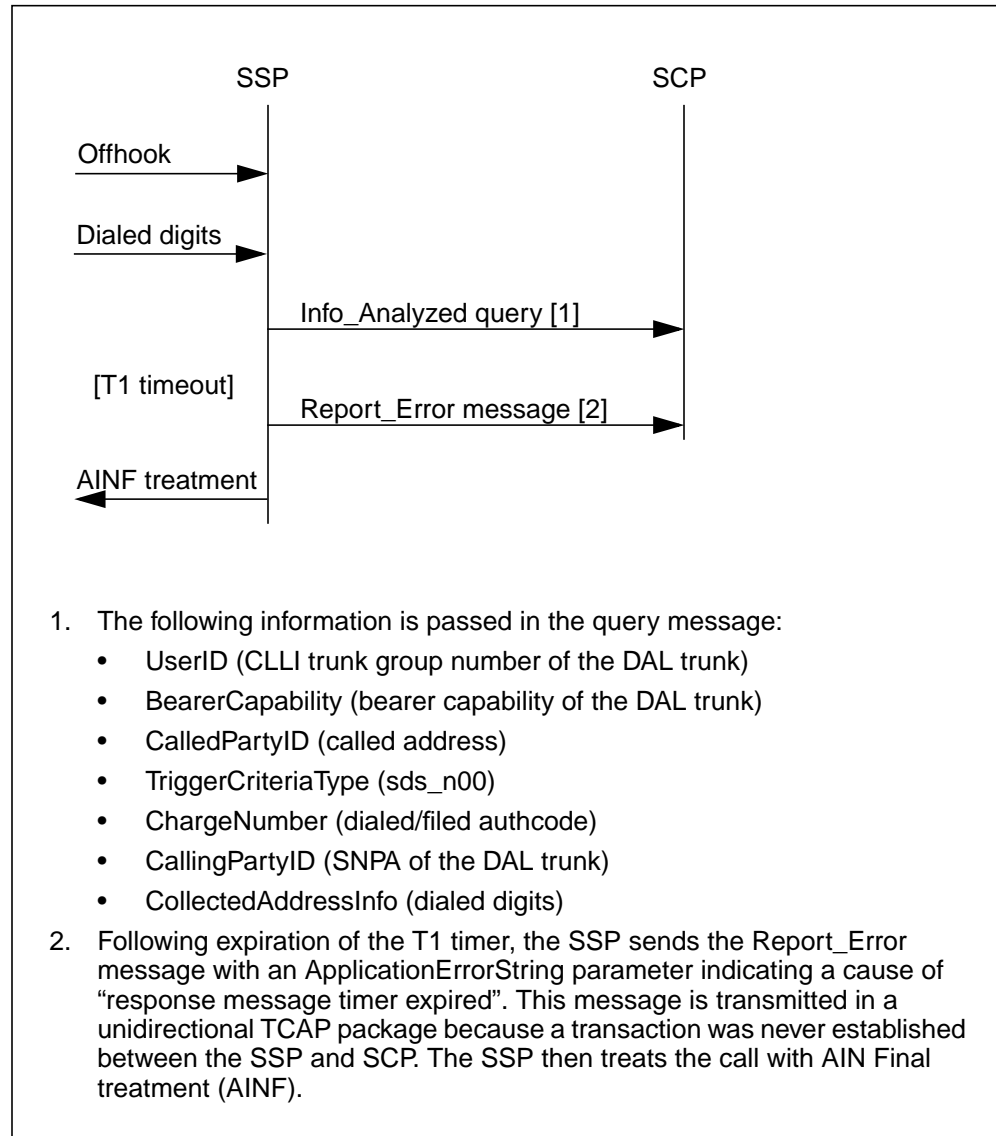 SSP SCP
Offhook
Dialed digits
Info_Analyzed query [1]
[T1 timeout]
Report_Error message [2]
AINF treatment
1. The following information is passed in the query message:
• UserID (CLLI trunk group number of the DAL trunk)
• BearerCapability (bearer capability of the DAL trunk)
• CalledPartyID (called address)
• TriggerCriteriaType (sds_n00)
• ChargeNumber (dialed/filed authcode)
• CallingPartyID (SNPA of the DAL trunk)
• CollectedAddressInfo (dialed digits)
2. Following expiration of the T1 timer, the SSP sends the Report_Error
message with an ApplicationErrorString parameter indicating a cause of
“response message timer expired”. This message is transmitted in a
unidirectional TCAP package because a transaction was never established
between the SSP and SCP. The SSP then treats the call with AIN Final
treatment (AINF).